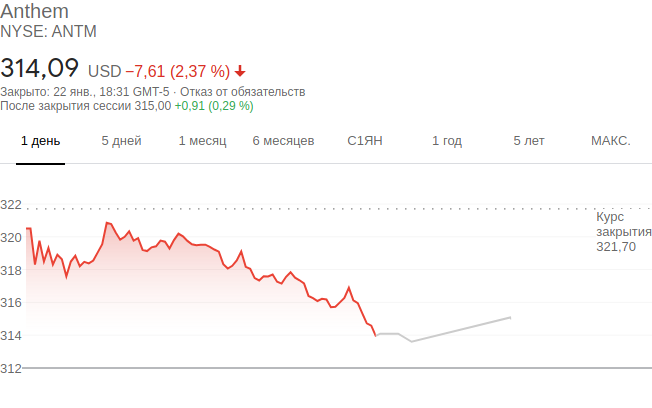 Anthem
NYSE: ANTM
314,09 USD −7,61 (2,37 %)
Закрыто: 22 янв., 18:31 GMT-5 · Отказ от обязательств
После закрытия сессии 315,00 +0,91 (0,29 %)
1 день 5 дней 1 месяц 6 месяцев С1ЯН 1 год 5 лет МАКС.
322
320
318
316
314
312
Курс
закрытия
321,70